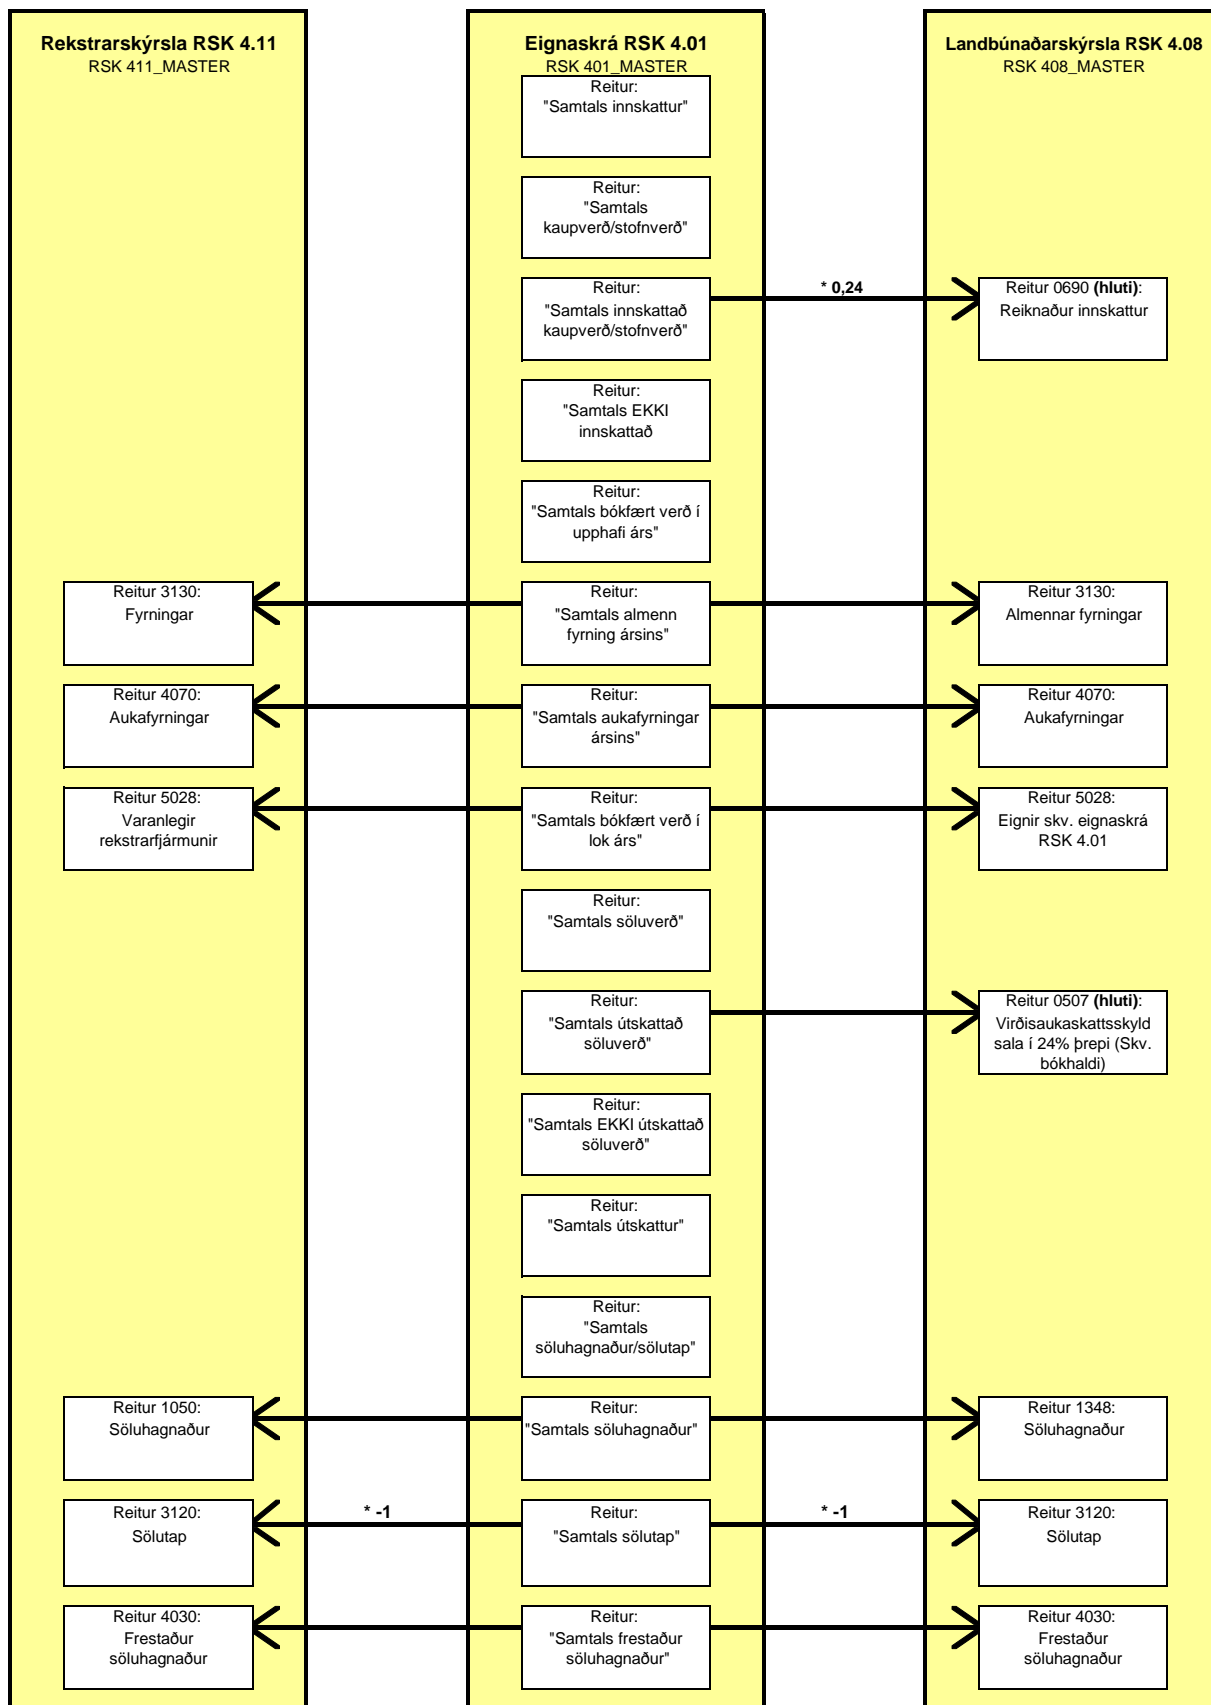 Rekstrarskýrsla RSK 4.11
RSK 411_MASTER
Eignaskrá RSK 4.01
RSK 401_MASTER
Landbúnaðarskýrsla RSK 4.08
RSK 408_MASTER
Reitur:
"Samtals innskattur"
Reitur:
"Samtals
kaupverð/stofnverð"
Reitur:
"Samtals innskattað
kaupverð/stofnverð"
* 0,24
Reitur 0690 (hluti):
Reiknaður innskattur
Reitur:
"Samtals EKKI
innskattað
Reitur:
"Samtals bókfært verð í
upphafi árs"
Reitur 3130:
Fyrningar
Reitur:
"Samtals almenn
fyrning ársins"
Reitur 3130:
Almennar fyrningar
Reitur 4070:
Aukafyrningar
Reitur:
"Samtals aukafyrningar
ársins"
Reitur 4070:
Aukafyrningar
Reitur 5028:
Varanlegir
rekstrarfjármunir
Reitur:
"Samtals bókfært verð í
lok árs"
Reitur 5028:
Eignir skv. eignaskrá
RSK 4.01
Reitur:
"Samtals söluverð"
Reitur:
"Samtals útskattað
söluverð"
Reitur 0507 (hluti):
Virðisaukaskattsskyld
sala í 24% þrepi (Skv.
bókhaldi)
Reitur:
"Samtals EKKI útskattað
söluverð"
Reitur:
"Samtals útskattur"
Reitur:
"Samtals
söluhagnaður/sölutap"
Reitur 1050:
Söluhagnaður
Reitur:
"Samtals söluhagnaður"
Reitur 1348:
Söluhagnaður
Reitur 3120:
Sölutap
* -1
Reitur:
"Samtals sölutap"
* -1
Reitur 3120:
Sölutap
Reitur 4030:
Frestaður
söluhagnaður
Reitur:
"Samtals frestaður
söluhagnaður"
Reitur 4030:
Frestaður
söluhagnaður